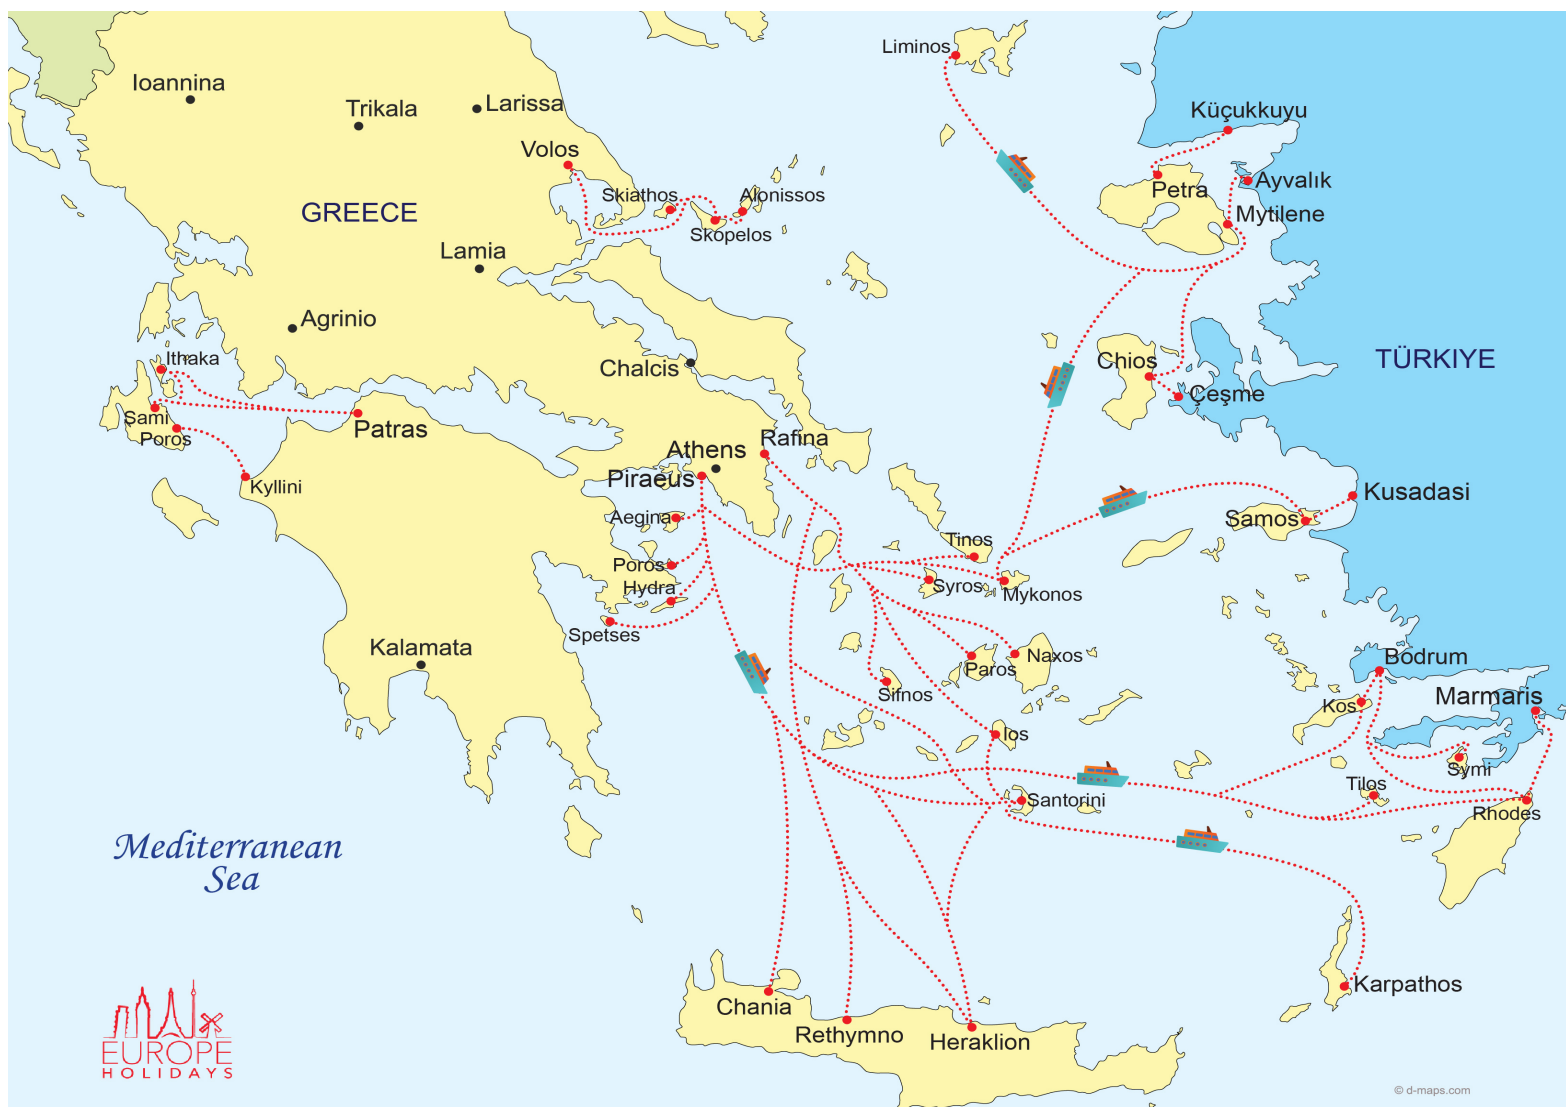 Liminos
Ioannina
Trikala
Larissa
Küçukkuyu
Volos
Petra
Ayvalık
Skiathos
Alonissos
GREECE
Mytilene
Skopelos
Lamia
Agrinio
Ithaka
Chalcis
Chios
TÜRKIYE
Çeşme
Sami
Poros
Patras
Rafina
Athens
Piraeus
Kyllini
Kusadasi
Aegina
Samos
Tinos
Poros
Hydra
Syros
Mykonos
Spetses
Kalamata
Paros
Naxos
Bodrum
Sifnos
Marmaris
Kos
Ios
Symi
Tilos
Santorini
Rhodes
Mediterranean
Sea
Karpathos
Chania
Rethymno
Heraklion
EUROPE
HOLIDAYS
© d-maps.com